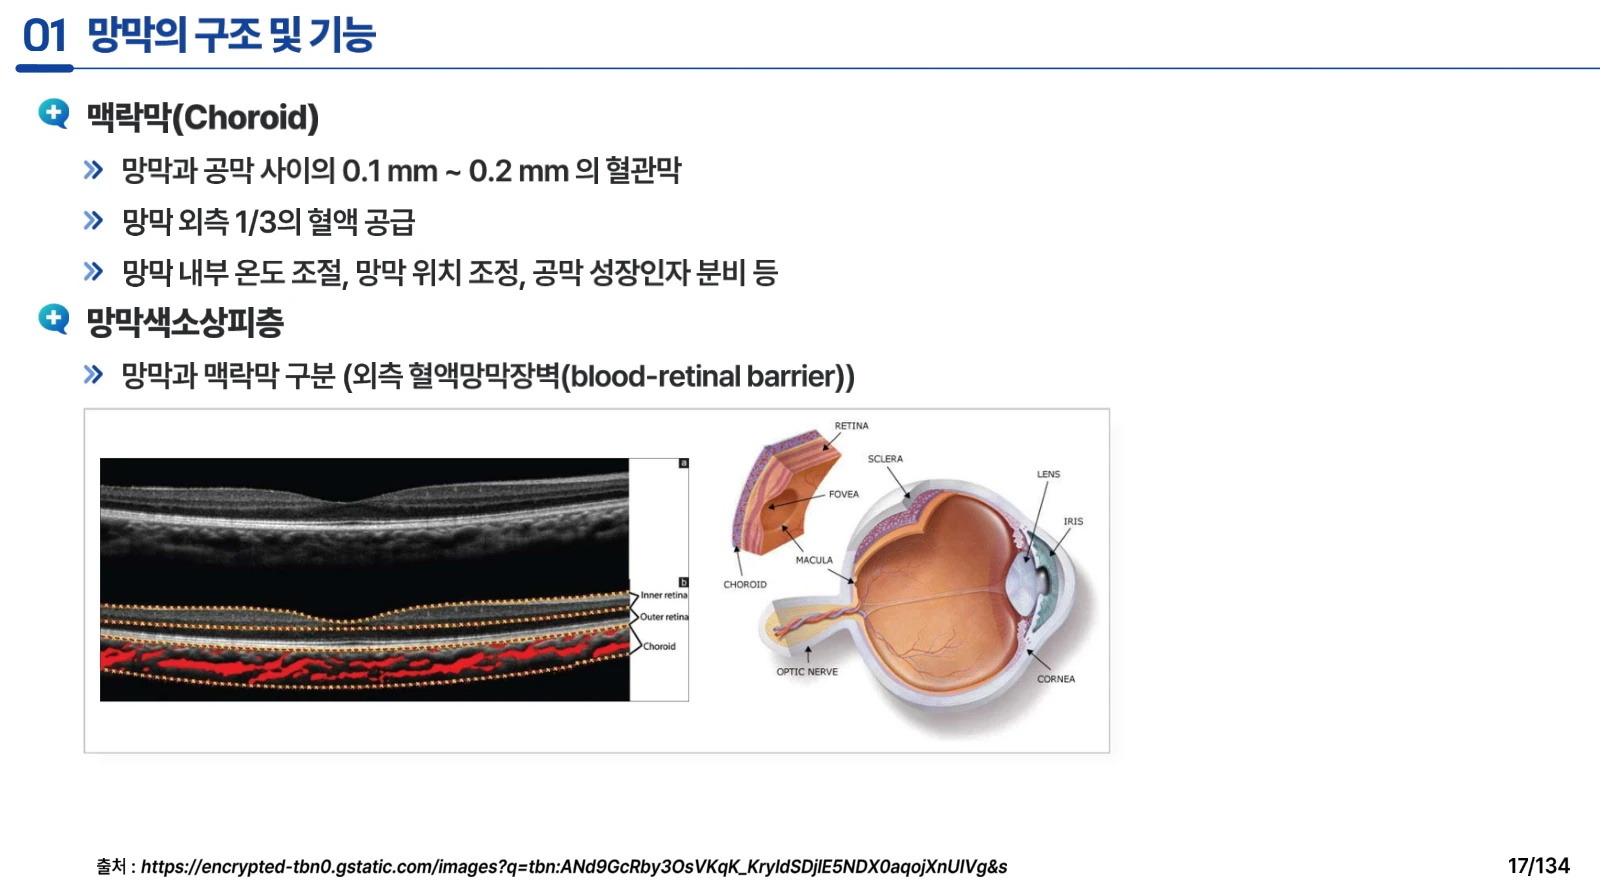 01 망막의 구조 및 기능
맥락막(Choroid)
망막과 공막 사이의 0.1 mm ~ 0.2 mm 의 혈관막
망막 외측 1/3의 혈액 공급
망막 내부 온도 조절, 망막 위치 조정, 공막 성장인자 분비 등
망막색소상피층
망막과 맥락막 구분 (외측 혈액망막장벽(blood-retinal barrier))
a
b
Inner retina
Outer retina
Choroid
RETINA
SCLERA
LENS
FOVEA
IRIS
MACULA
CHOROID
OPTIC NERVE
CORNEA
출처 : https://encrypted-tbn0.gstatic.com/images?q=tbn:ANd9GcRby3OsVKqK_KryldSDjlE5NDX0aqojXnUlVg&s
17/134